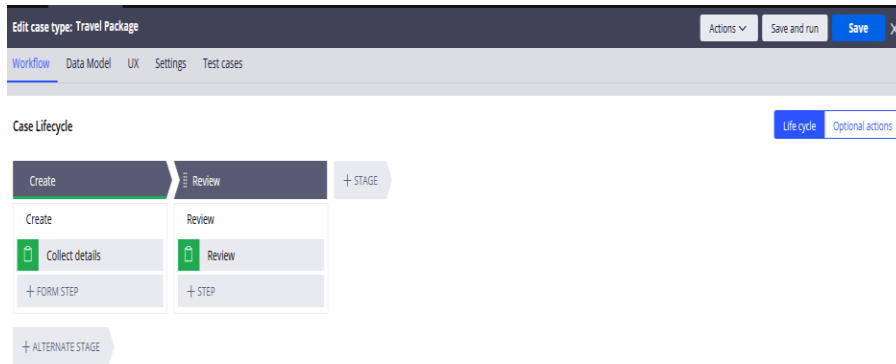 Edit case type: Travel Package
Actions
Save and run
Save
X
Workflow Data Model UX Settings Test cases
Case Lifecycle
Life cycle Optional actions
Create
Review
+ STAGE
Create
Review
Collect details
Review
+ FORM STEP
+ STEP
+ ALTERNATE STAGE